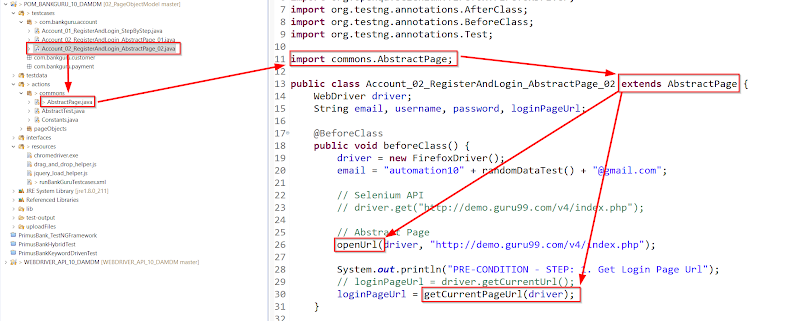 POM_BANKGURU_10_DAMDM [02_PageObjectModel master]
testcases
com.bankguru.account
Account_01_RegisterAndLogin_StepByStep.java
Account_02_RegisterAndLogin_AbstractPage_01.java
Account_02_RegisterAndLogin_AbstractPage_02.java
com.bankguru.customer
com.bankguru.payment
testdata
actions
commons
AbstractPage.java
AbstractTest.java
Constants.java
pageObjects
interfaces
resources
chromedriver.exe
drag_and_drop_helper.js
jquery_load_helper.js
runBankGuruTestcases.xml
JRE System Library [jre1.8.0_211]
Referenced Libraries
lib
test-output
uploadFiles
PrimusBank_TestNGFramework
PrimusBankHybridTest
PrimusBankKeywordDrivenTest
WEBDRIVER_API_10_DAMDM [WEBDRIVER_API_10_DAMDM master]
6 import org.testng.annotations.AfterClass;
import org.testng.annotations.BeforeClass;
import org.testng.annotations.Test;
10
11 import commons.AbstractPage;
12
13 public class Account_02_RegisterAndLogin_AbstractPage_02 extends AbstractPage {
14 WebDriver driver;
15 String email, username, password, loginPageUrl;
16
17 @BeforeClass
18 public void beforeClass() {
19 driver = new FirefoxDriver();
20 email = "automation10" + randomDataTest() + "@gmail.com";
21
22 // Selenium API
23 // driver.get("http://demo.guru99.com/v4/index.php");
24
25 // Abstract Page
26 openUrl(driver, "http://demo.guru99.com/v4/index.php");
27
28 System.out.println("PRE-CONDITION - STEP: 1. Get Login Page Url");
29 // loginPageUrl = driver.getCurrentUrl();
30 loginPageUrl = getCurrentPageUrl(driver);
31 }